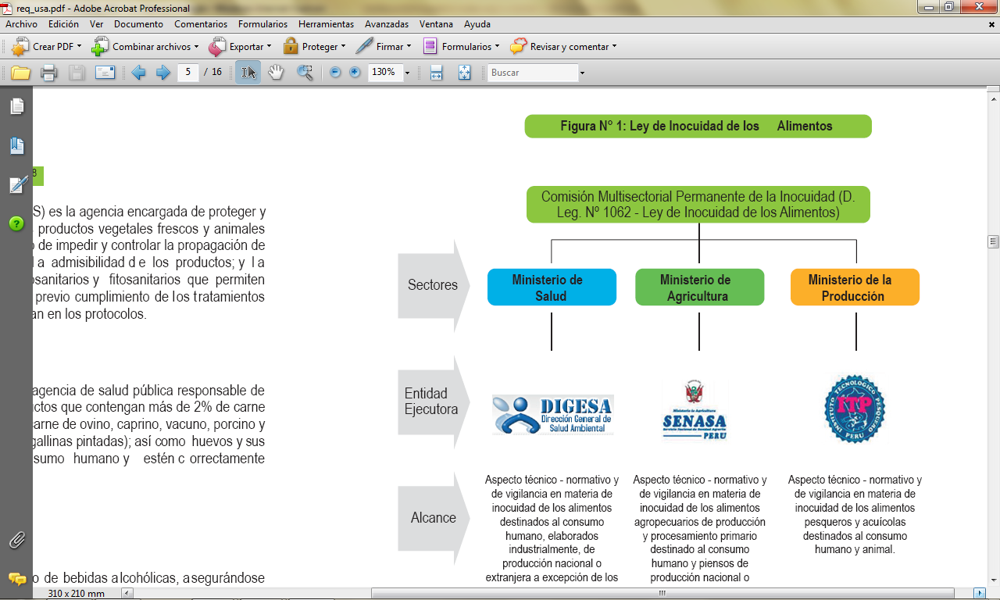 req_usa.pdf - Adobe Acrobat Professional
Archivo Edición Ver Documento Comentarios Formularios Herramientas Avanzadas Ventana Ayuda
Crear PDF Combinar archivos Exportar Proteger Firmar Formularios Revisar y comentar
5 / 16 130% Buscar
8
S) es la agencia encargada de proteger y
productos vegetales frescos y animales
o de impedir y controlar la propagación de
l a admisibilidad d e los productos; y l a
osanitarios y fitosanitarios que permiten
previo cumplimiento de los tratamientos
an en los protocolos.
agencia de salud pública responsable de
uctos que contengan más de 2% de carne
carne de ovino, caprino, vacuno, porcino y
gallinas pintadas); así como huevos y sus
sumo humano y estén c orrectamente
o de bebidas alcohólicas, asegurándose
Figura N° 1: Ley de Inocuidad de los Alimentos
Comisión Multisectorial Permanente de la Inocuidad (D.
Leg. Nº 1062 - Ley de Inocuidad de los Alimentos)
Sectores
Ministerio de
Salud
Ministerio de
Agricultura
Ministerio de la
Producción
Entidad
Ejecutora
DIGESA
Dirección General de
Salud Ambiental
Ministerio de Agricultura
SENASA
Servicio Nacional de Sanidad Agraria
PERU
INSTITUTO TECNOLOGICO PESQUERO
ITP
PERU
Alcance
Aspecto técnico - normativo y
de vigilancia en materia de
inocuidad de los alimentos
destinados al consumo
humano, elaborados
industrialmente, de
producción nacional o
extranjera a excepción de los
Aspecto técnico - normativo y
de vigilancia en materia de
inocuidad de los alimentos
agropecuarios de producción
y procesamiento primario
destinado al consumo
humano y piensos de
producción nacional o
Aspecto técnico - normativo y
de vigilancia en materia de
inocuidad de los alimentos
pesqueros y acuícolas
destinados al consumo
humano y animal.
310 x 210 mm